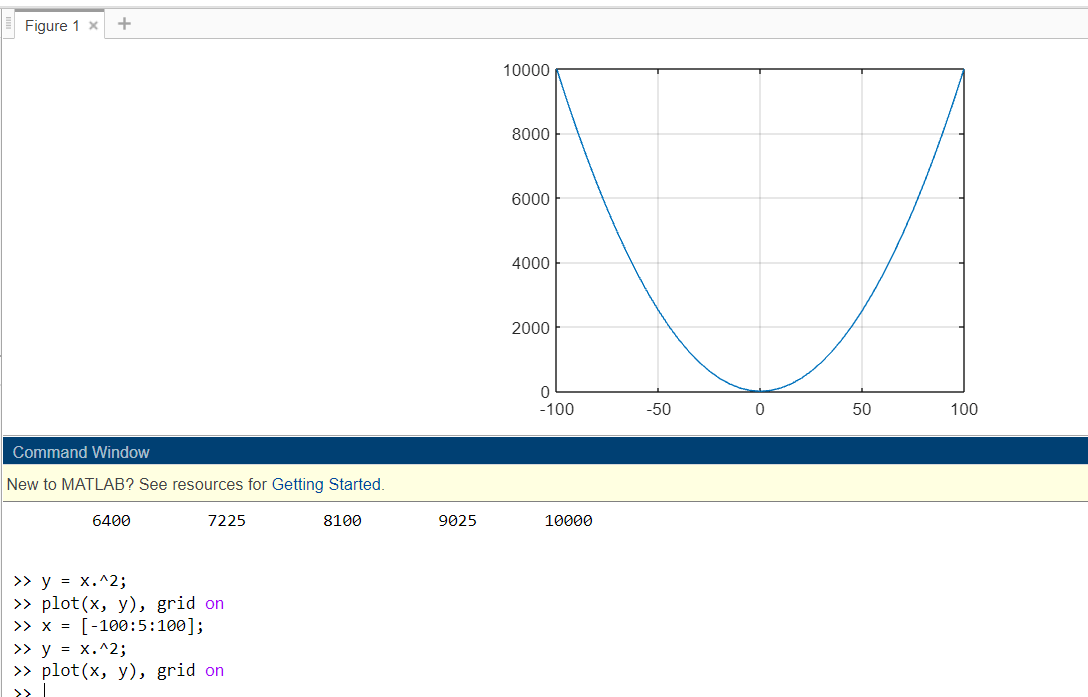 Figure 1 × +
10000
8000
6000
4000
2000
0
-100 -50 0 50 100
Command Window
New to MATLAB? See resources for Getting Started.
6400 7225 8100 9025 10000
>> y = x.^2;
>> plot(x, y), grid on
>> x = [-100:5:100];
>> y = x.^2;
>> plot(x, y), grid on
>>